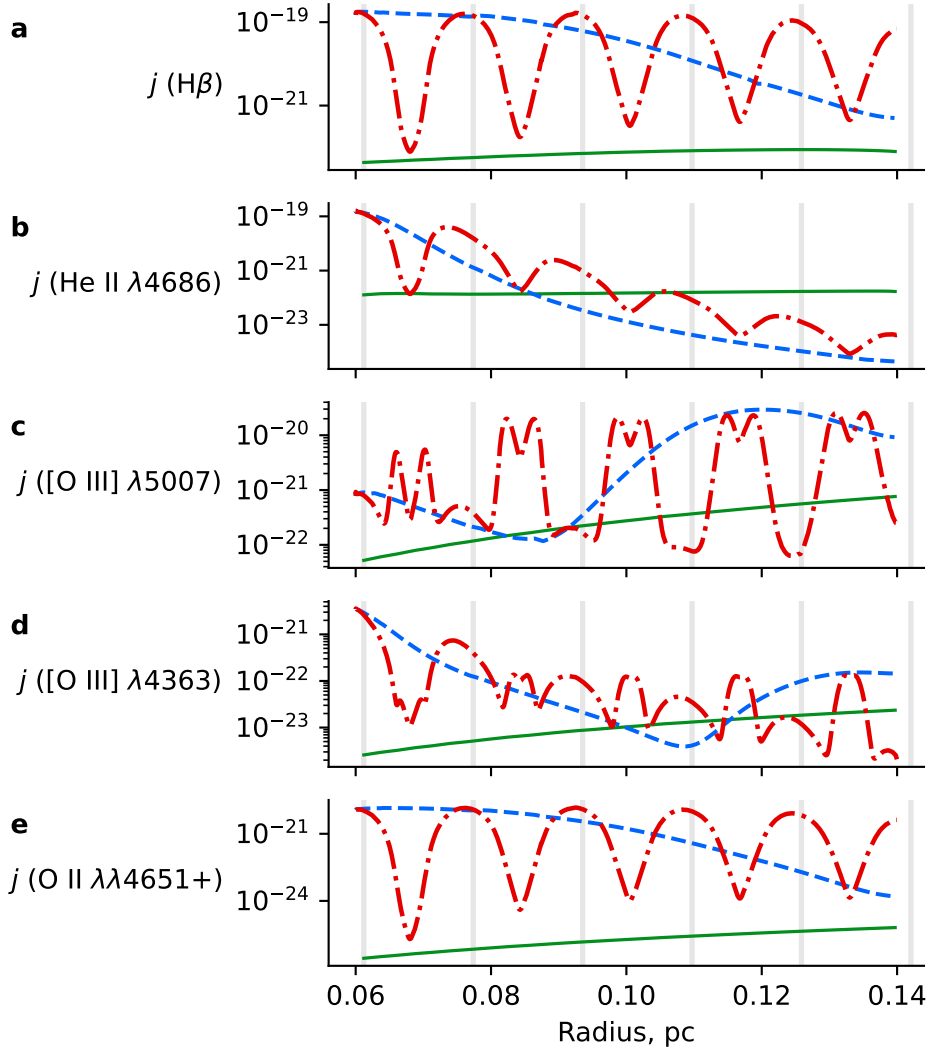 a
j (Hβ)
10⁻¹⁹
10⁻²¹
b
j (He II λ4686)
10⁻¹⁹
10⁻²¹
10⁻²³
c
j ([O III] λ5007)
10⁻²⁰
10⁻²¹
10⁻²²
d
j ([O III] λ4363)
10⁻²¹
10⁻²²
10⁻²³
e
j (O II λλ4651+)
10⁻²¹
10⁻²⁴
0.06 0.08 0.10 0.12 0.14
Radius, pc